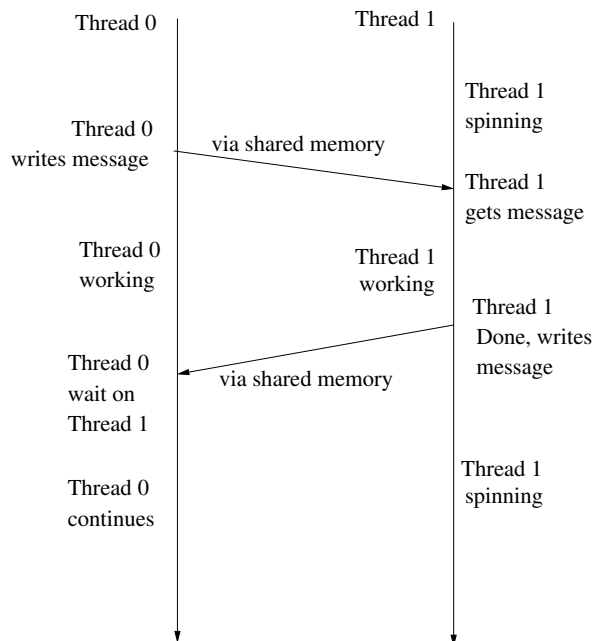 Thread 0
Thread 1
Thread 1
spinning
Thread 0
writes message
via shared memory
Thread 1
gets message
Thread 0
working
Thread 1
working
Thread 1
Done, writes
message
Thread 0
wait on
Thread 1
via shared memory
Thread 1
spinning
Thread 0
continues